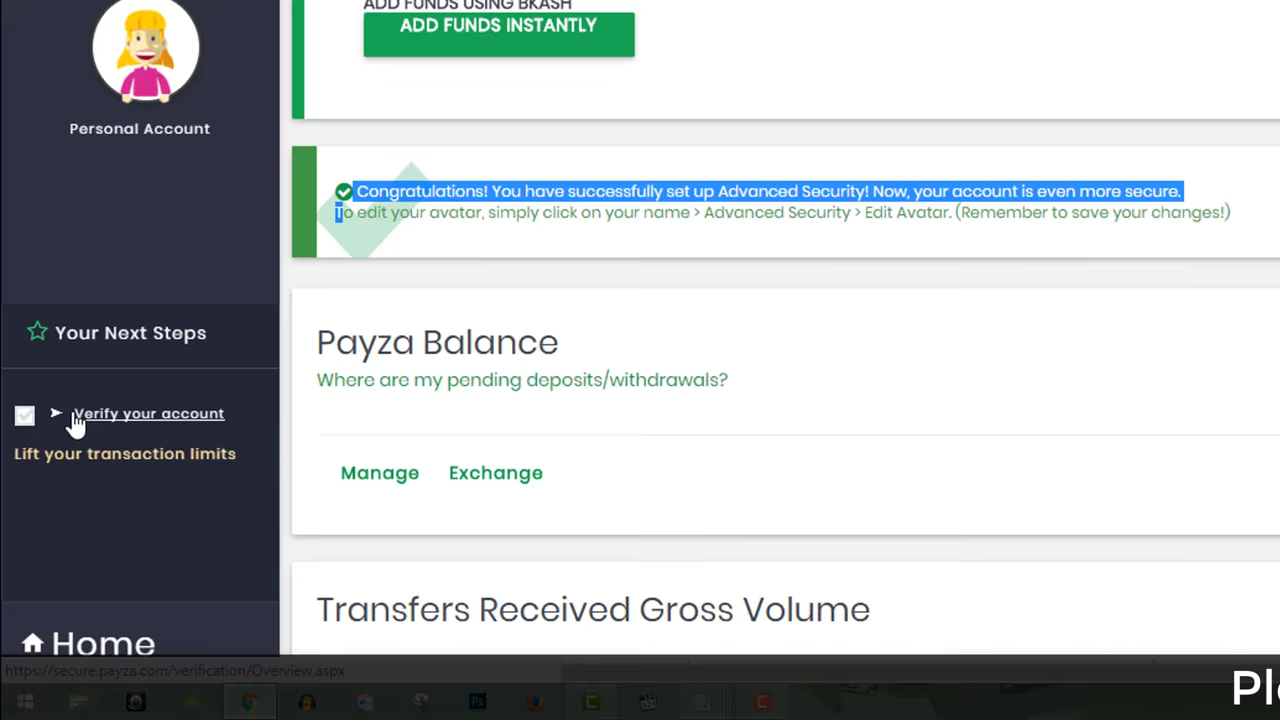 ADD FUNDS USING BKASH
ADD FUNDS INSTANTLY
Personal Account
Congratulations! You have successfully set up Advanced Security! Now, your account is even more secure.
To edit your avatar, simply click on your name > Advanced Security > Edit Avatar. (Remember to save your changes!)
Your Next Steps
Payza Balance
Where are my pending deposits/withdrawals?
Verify your account
Lift your transaction limits
Manage Exchange
Transfers Received Gross Volume
Home
https://secure.payza.com/verification/Overview.aspx